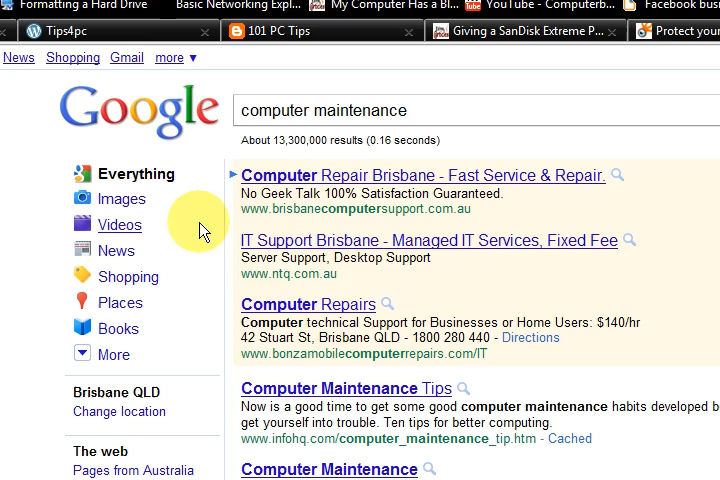 Formatting a Hard Drive
Basic Networking Expl...
My Computer Has a Bl...
YouTube - Computerb...
Facebook busi
Tips4pc
101 PC Tips
Giving a SanDisk Extreme P...
Protect your
News Shopping Gmail more ▼
Google
computer maintenance
About 13,300,000 results (0.16 seconds)
Everything
Images
Videos
News
Shopping
Places
Books
More
Brisbane QLD
Change location
The web
Pages from Australia
Computer Repair Brisbane - Fast Service & Repair.
No Geek Talk 100% Satisfaction Guaranteed.
www.brisbanecomputersupport.com.au
IT Support Brisbane - Managed IT Services, Fixed Fee
Server Support, Desktop Support
www.ntq.com.au
Computer Repairs
Computer technical Support for Businesses or Home Users: $140/hr
42 Stuart St, Brisbane QLD - 1800 280 440 - Directions
www.bonzamobilecomputerrepairs.com/IT
Computer Maintenance Tips
Now is a good time to get some good computer maintenance habits developed b
get yourself into trouble. Ten tips for better computing.
www.infohq.com/computer_maintenance_tip.htm - Cached
Computer Maintenance